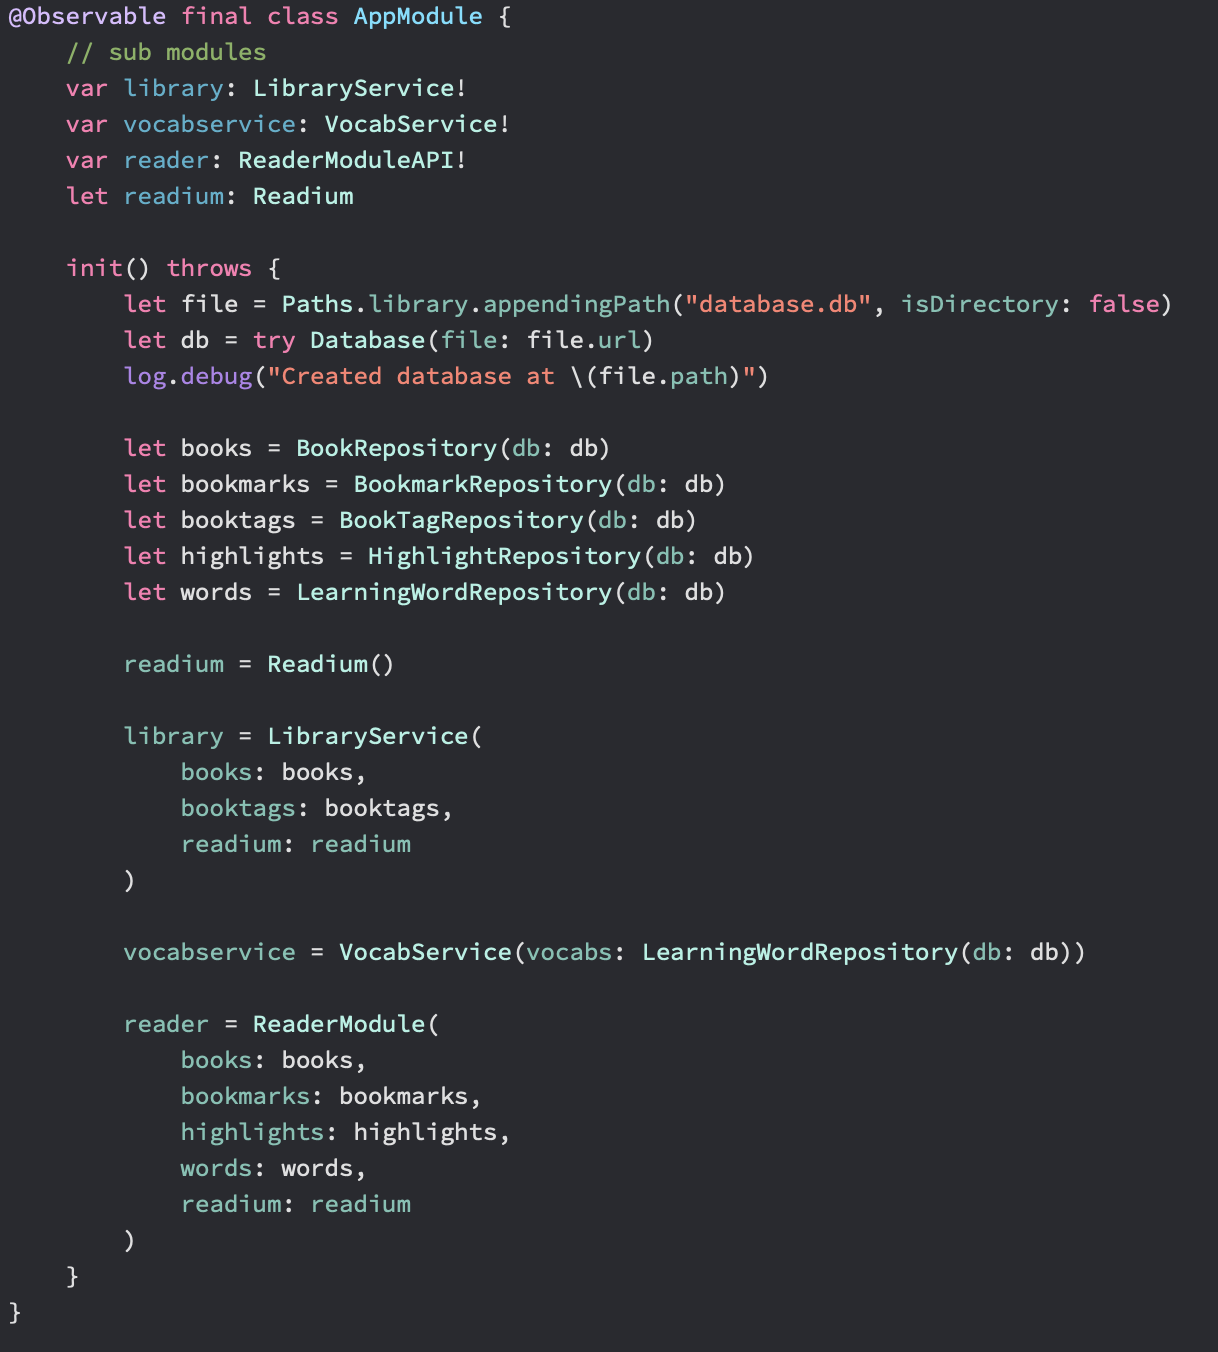 @Observable final class AppModule {
    // sub modules
    var library: LibraryService!
    var vocabservice: VocabService!
    var reader: ReaderModuleAPI!
    let readium: Readium

    init() throws {
        let file = Paths.library.appendingPath("database.db", isDirectory: false)
        let db = try Database(file: file.url)
        log.debug("Created database at \(file.path)")

        let books = BookRepository(db: db)
        let bookmarks = BookmarkRepository(db: db)
        let booktags = BookTagRepository(db: db)
        let highlights = HighlightRepository(db: db)
        let words = LearningWordRepository(db: db)

        readium = Readium()

        library = LibraryService(
            books: books,
            booktags: booktags,
            readium: readium
        )

        vocabservice = VocabService(vocabs: LearningWordRepository(db: db))

        reader = ReaderModule(
            books: books,
            bookmarks: bookmarks,
            highlights: highlights,
            words: words,
            readium: readium
        )
    }
}